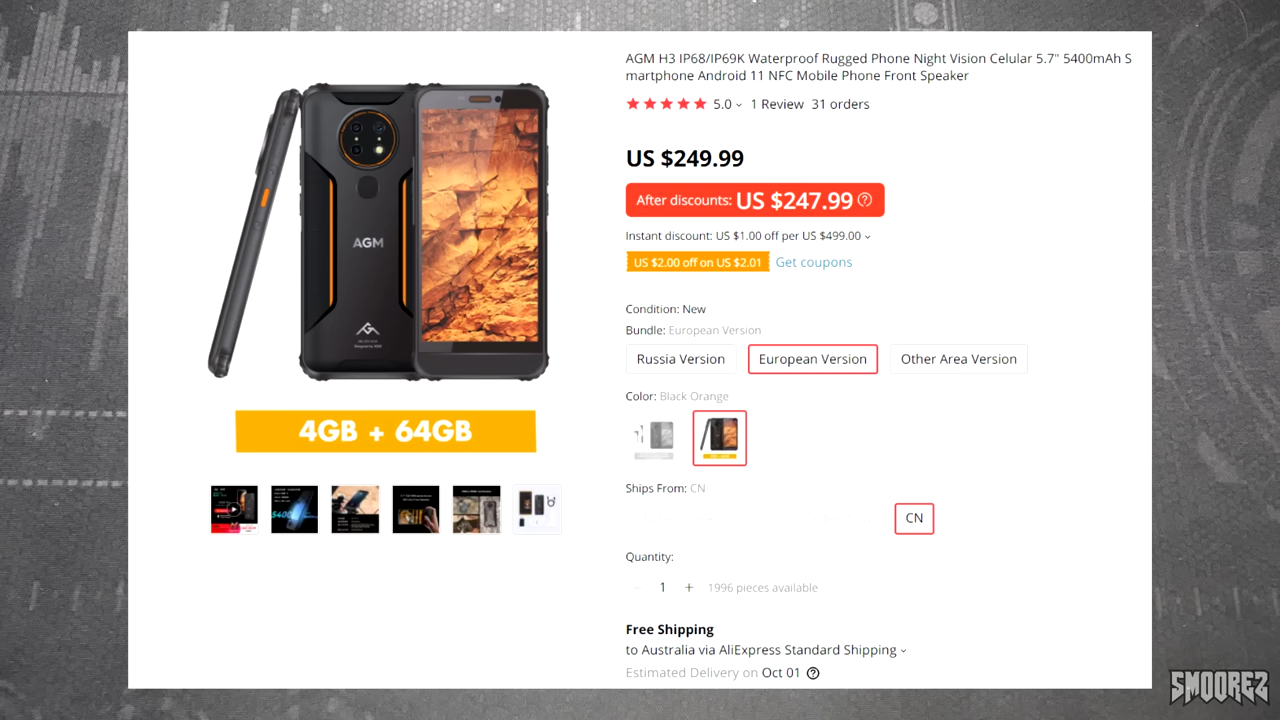 AGM H3 IP68/IP69K Waterproof Rugged Phone Night Vision Celular 5.7" 5400mAh S
martphone Android 11 NFC Mobile Phone Front Speaker
5.0 1 Review 31 orders
US $249.99
After discounts: US $247.99
Instant discount: US $1.00 off per US $499.00
US $2.00 off on US $2.01 Get coupons
Condition: New
Bundle: European Version
Russia Version European Version Other Area Version
Color: Black Orange
Ships From: CN
CN
Quantity:
- 1 + 1996 pieces available
Free Shipping
to Australia via AliExpress Standard Shipping
Estimated Delivery on Oct 01
AGM
4GB + 64GB
SMOOREZ